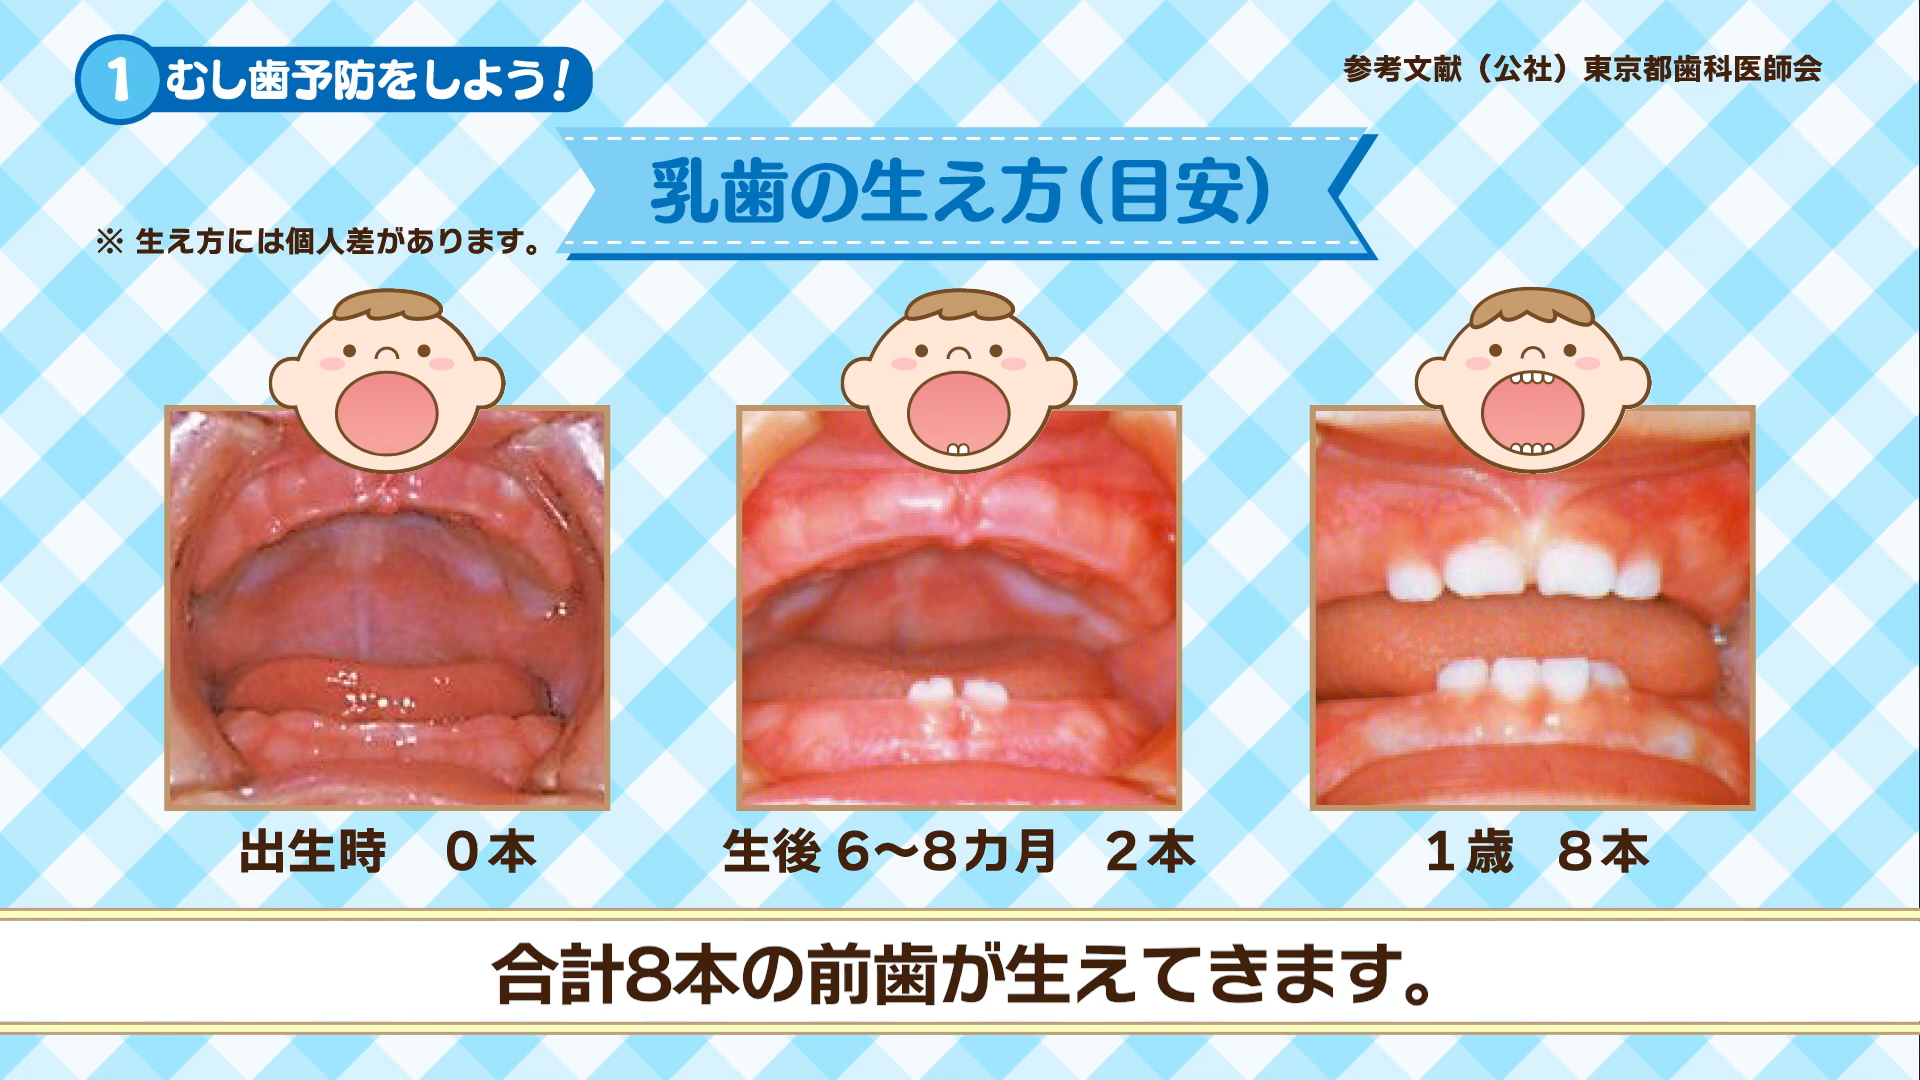 1 むし歯予防をしよう!
参考文献（公社）東京都歯科医師会
乳歯の生え方(目安)
※ 生え方には個人差があります。
出生時　0本
生後 6〜8カ月　2本
1歳　8本
合計8本の前歯が生えてきます。